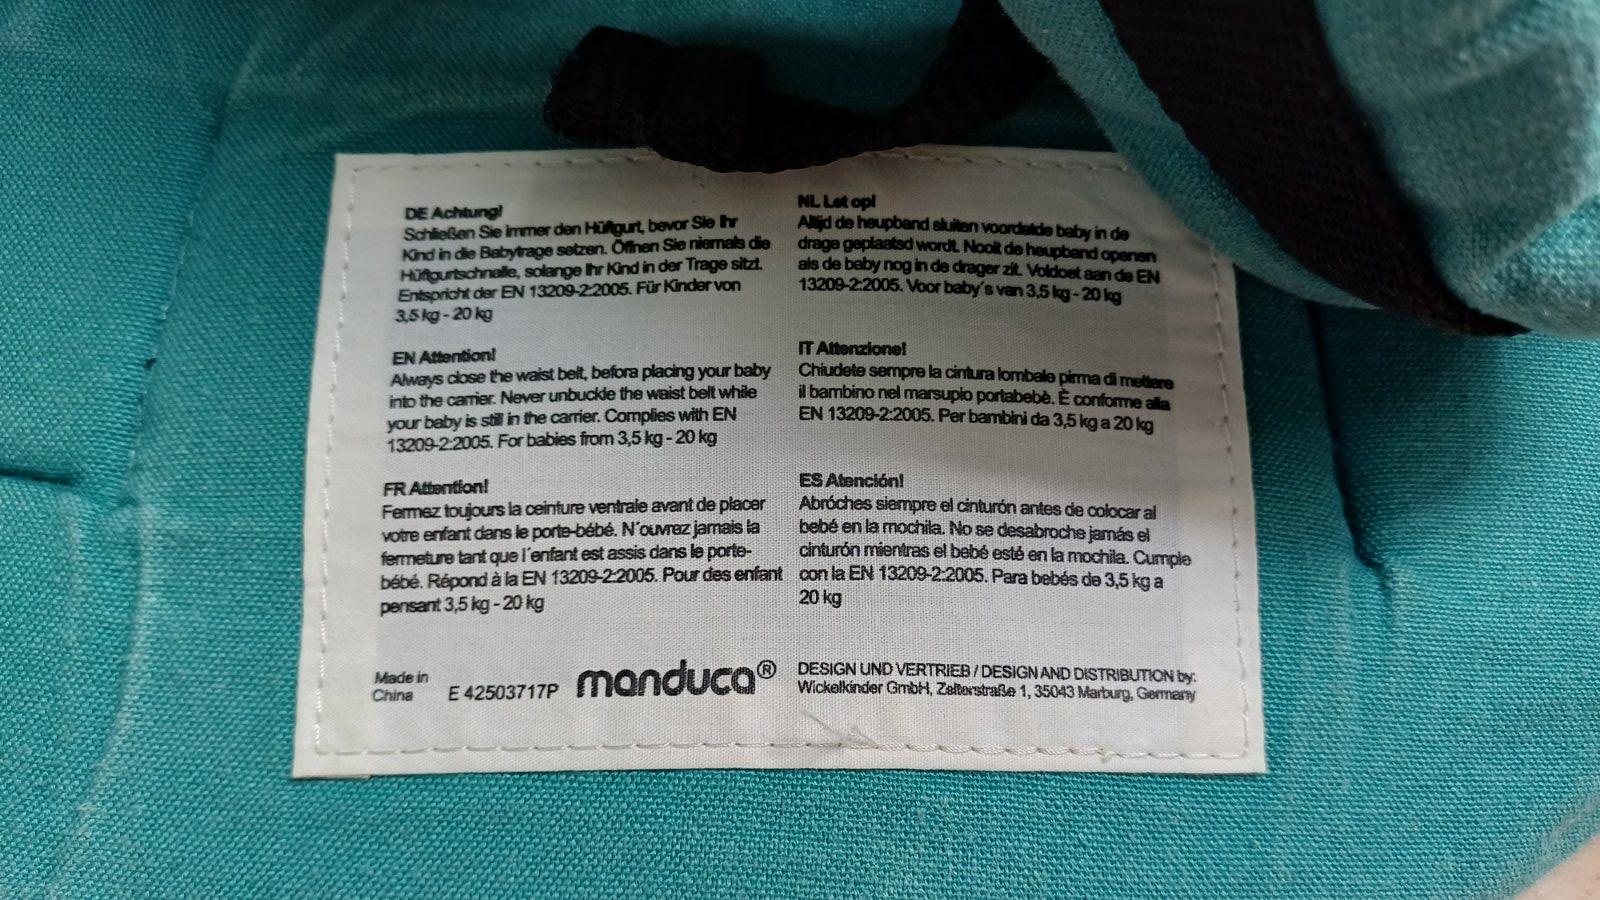 DE Achtung!
Schließen Sie immer den Hüftgurt, bevor Sie Ihr
Kind in die Babytrage setzen. Öffnen Sie niemals die
Hüftgurtschnalle, solange Ihr Kind in der Trage sitzt.
Entspricht der EN 13209-2:2005. Für Kinder von
3,5 kg - 20 kg
EN Attention!
Always close the waist belt, before placing your baby
into the carrier. Never unbuckle the waist belt while
your baby is still in the carrier. Complies with EN
13209-2:2005. For babies from 3,5 kg - 20 kg
FR Attention!
Fermez toujours la ceinture ventrale avant de placer
votre enfant dans le porte-bébé. N´ouvrez jamais la
fermeture tant que l´enfant est assis dans le porte-
bébé. Répond à la EN 13209-2:2005. Pour des enfant
pensant 3,5 kg - 20 kg
NL Let op!
Altijd de heupband sluiten voordatde baby in de
drage geplaatsd wordt. Nooit de heupband openen
als de baby nog in de drager zit. Voldoet aan de EN
13209-2:2005. Voor baby´s van 3,5 kg - 20 kg
IT Attenzione!
Chiudete sempre la cintura lombale pirma di mettere
il bambino nel marsupio portabebè. È conforme alla
EN 13209-2:2005. Per bambini da 3,5 kg a 20 kg
ES Atención!
Abróches siempre el cinturón antes de colocar al
bebé en la mochila. No se desabroche jamás el
cinturón mientras el bebé esté en la mochila. Cumple
con la EN 13209-2:2005. Para bebés de 3,5 kg a
20 kg
Made in
China
E 42503717P
manduca®
DESIGN UND VERTRIEB / DESIGN AND DISTRIBUTION by:
Wickelkinder GmbH, Zelterstraße 1, 35043 Marburg, Germany